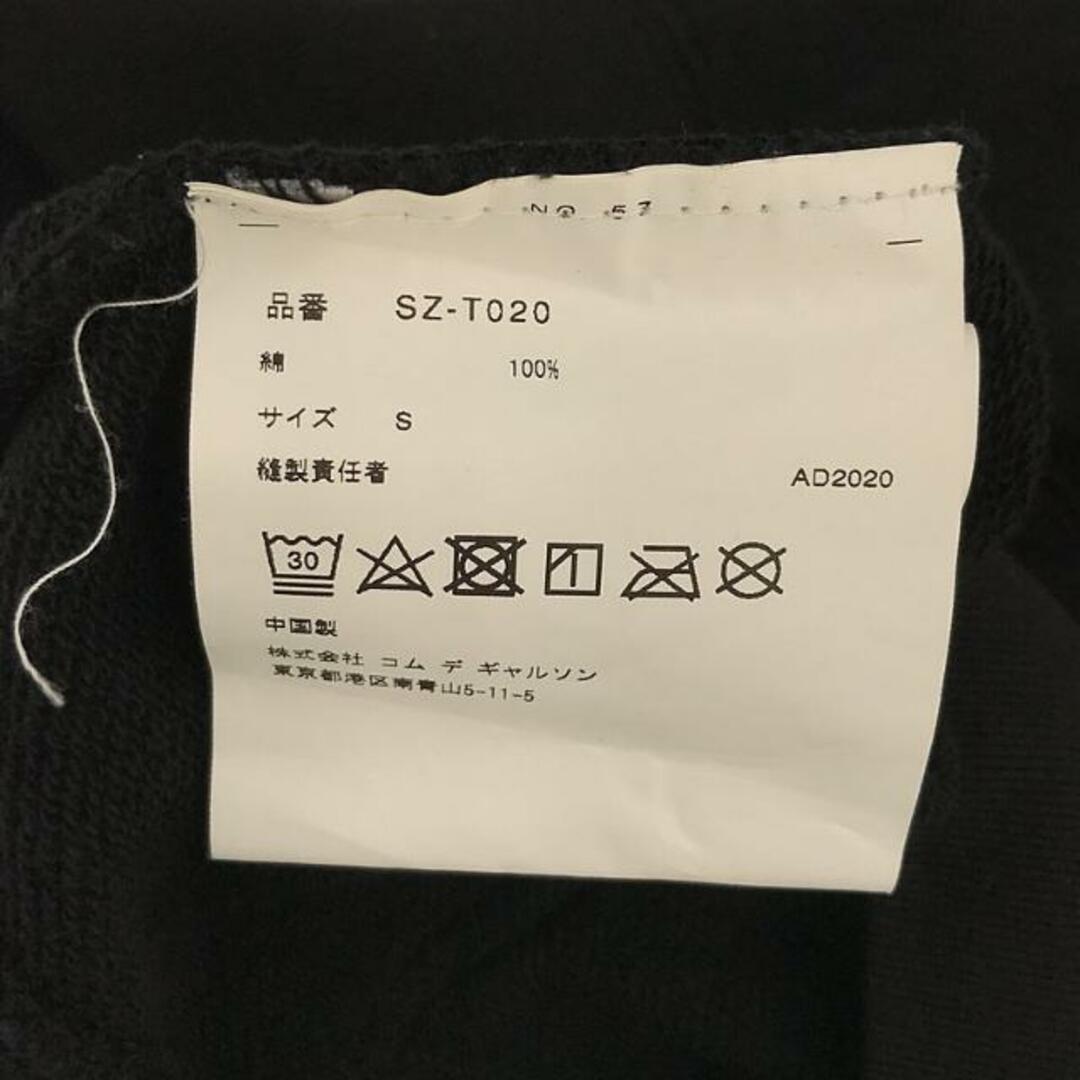 品番 SZ-T020
綿 100%
サイズ S
縫製責任者 AD2020
30
中国製
株式会社 コム デ ギャルソン
東京都港区南青山5-11-5